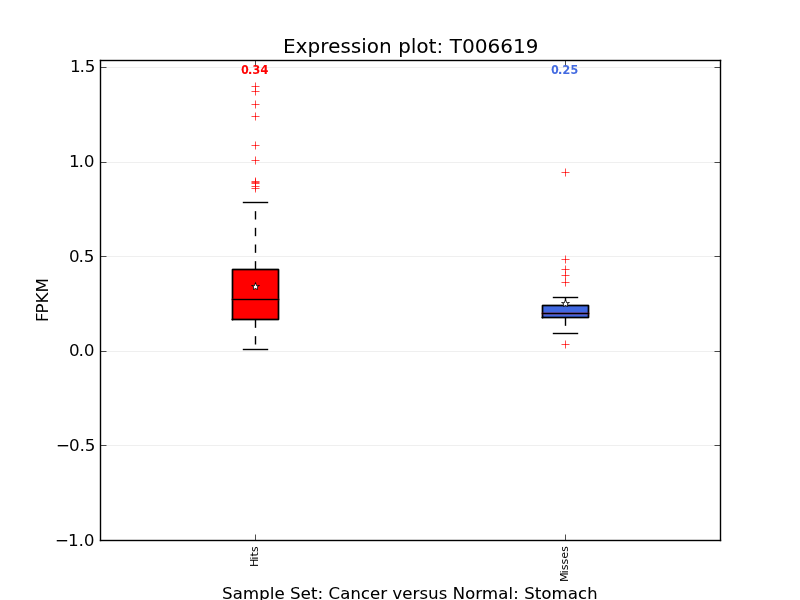 Expression plot: T006619
1.5
0.34
0.25
1.0
0.5
FPKM
0.0
−0.5
−1.0
Hits
Misses
Sample Set: Cancer versus Normal: Stomach